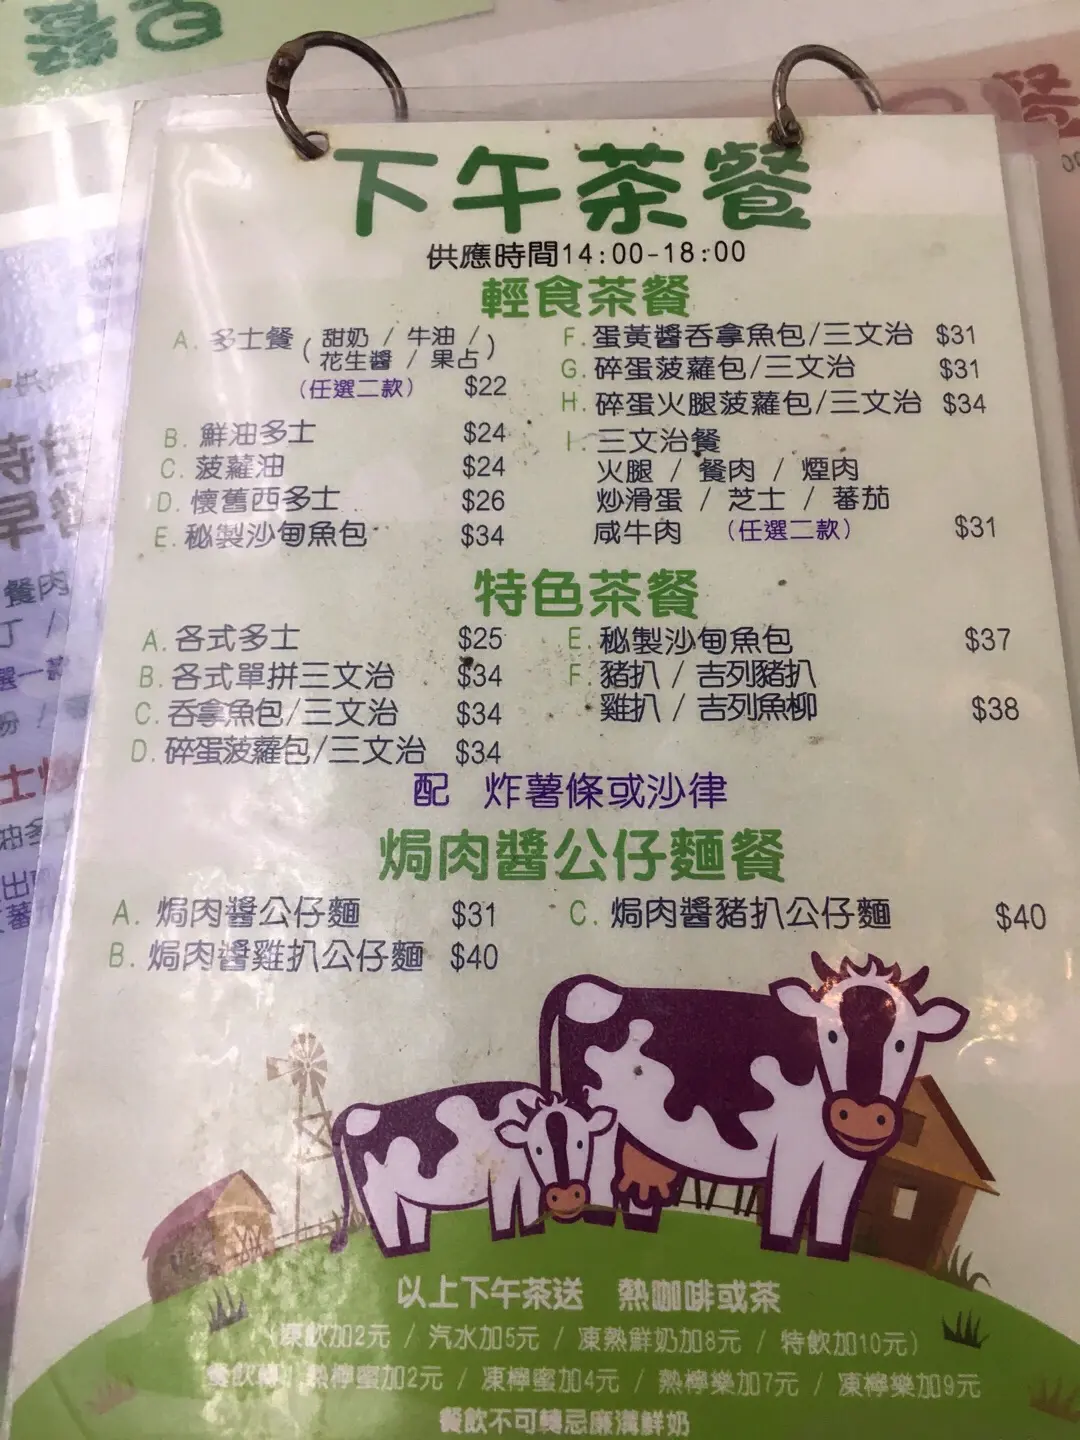 下午茶餐
供應時間14:00-18:00
輕食茶餐
A. 多士餐 (甜奶 / 牛油 / 花生醬 / 果占)
(任選二款) $22
B. 鮮油多士 $24
C. 菠蘿油 $24
D. 懷舊西多士 $26
E. 秘製沙甸魚包 $34
F. 蛋黃醬吞拿魚包/三文治 $31
G. 碎蛋菠蘿包/三文治 $31
H. 碎蛋火腿菠蘿包/三文治 $34
I. 三文治餐
火腿 / 餐肉 / 煙肉
炒滑蛋 / 芝士 / 蕃茄
咸牛肉 (任選二款) $31
特色茶餐
A. 各式多士 $25
B. 各式單拼三文治 $34
C. 吞拿魚包/三文治 $34
D. 碎蛋菠蘿包/三文治 $34
E. 秘製沙甸魚包 $37
F. 豬扒 / 吉列豬扒
雞扒 / 吉列魚柳 $38
配 炸薯條或沙律
焗肉醬公仔麵餐
A. 焗肉醬公仔麵 $31
B. 焗肉醬雞扒公仔麵 $40
C. 焗肉醬豬扒公仔麵 $40
以上下午茶送 熱咖啡或茶
(凍飲加2元 / 汽水加5元 / 凍熱鮮奶加8元 / 特飲加10元)
熱檸蜜加2元 / 凍檸蜜加4元 / 熱檸樂加7元 / 凍檸樂加9元
餐飲不可轉忌廉溝鮮奶